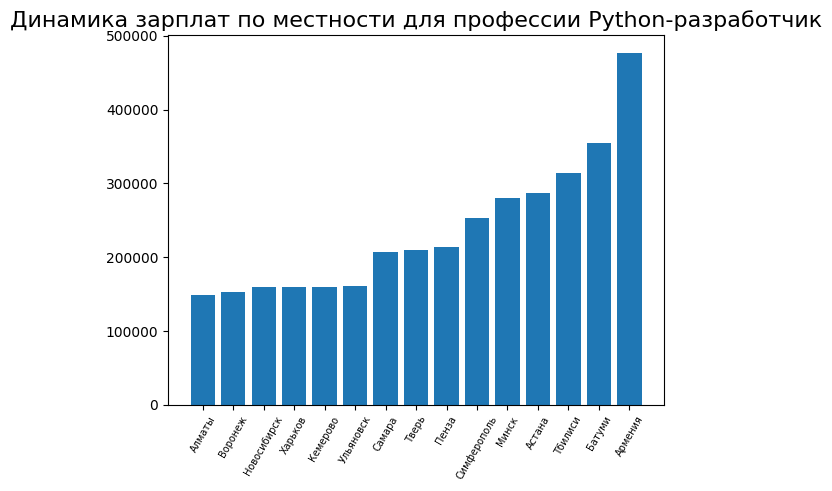 Динамика зарплат по местности для профессии Python-разработчик
500000
400000
300000
200000
100000
0
Алматы
Воронеж
Новосибирск
Харьков
Кемерово
Ульяновск
Самара
Тверь
Пенза
Симферополь
Минск
Астана
Тбилиси
Батуми
Армения